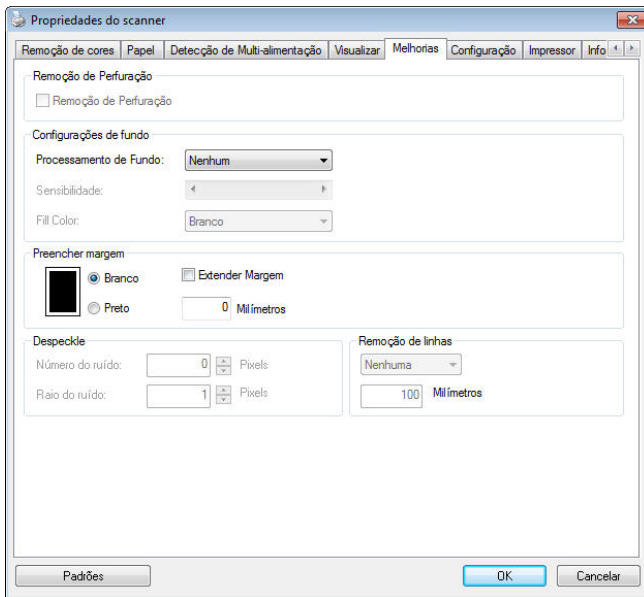 Propriedades do scanner
Remoção de cores Papel Detecção de Multi-alimentação Visualizar Melhorias Configuração Impressor Info
Remoção de Perfuração
Remoção de Perfuração
Configurações de fundo
Processamento de Fundo: Nenhum
Sensibilidade:
Fill Color: Branco
Preencher margem
Branco Extender Margem
Preto 0 Milímetros
Despeckle Remoção de linhas
Número do ruído: 0 Pixels Nenhuma
Raio do ruído: 1 Pixels 100 Milímetros
Padrões OK Cancelar